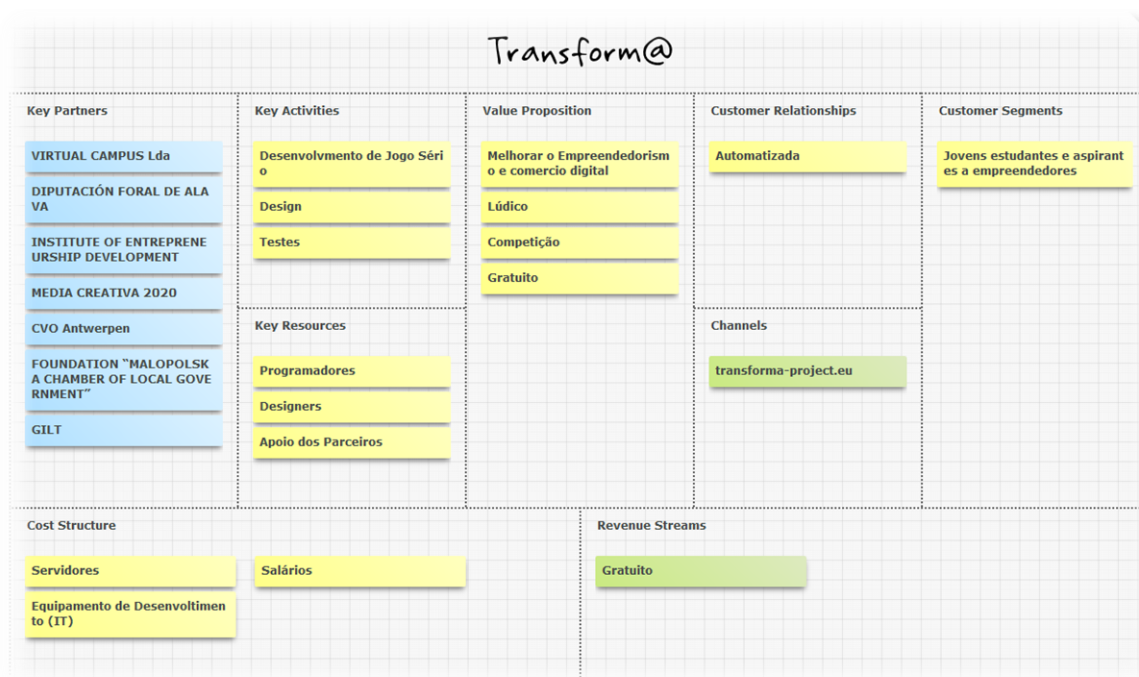 Transform@
Key Partners
VIRTUAL CAMPUS Lda
DIPUTACIÓN FORAL DE ALA
VA
INSTITUTE OF ENTREPRENE
URSHIP DEVELOPMENT
MEDIA CREATIVA 2020
CVO Antwerpen
FOUNDATION “MALOPOLSK
A CHAMBER OF LOCAL GOVE
RNMENT”
GILT
Key Activities
Desenvolvmento de Jogo Séri
o
Design
Testes
Key Resources
Programadores
Designers
Apoio dos Parceiros
Value Proposition
Melhorar o Empreendedorism
o e comercio digital
Lúdico
Competição
Gratuito
Customer Relationships
Automatizada
Channels
transforma-project.eu
Customer Segments
Jovens estudantes e aspirant
es a empreendedores
Cost Structure
Servidores
Salários
Equipamento de Desenvoltimen
to (IT)
Revenue Streams
Gratuito